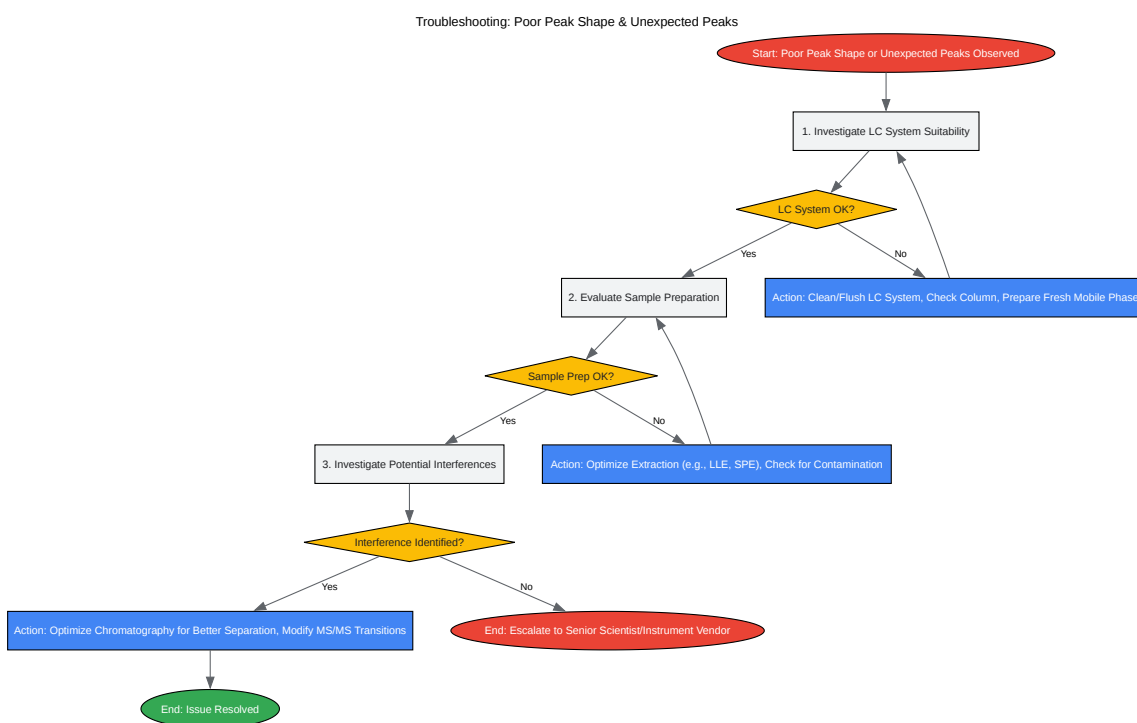 Troubleshooting: Poor Peak Shape & Unexpected Peaks
Start: Poor Peak Shape or Unexpected Peaks Observed
1. Investigate LC System Suitability
LC System OK?
Yes
No
2. Evaluate Sample Preparation
Action: Clean/Flush LC System, Check Column, Prepare Fresh Mobile Phase
Sample Prep OK?
Yes
No
3. Investigate Potential Interferences
Action: Optimize Extraction (e.g., LLE, SPE), Check for Contamination
Interference Identified?
Yes
No
Action: Optimize Chromatography for Better Separation, Modify MS/MS Transitions
End: Escalate to Senior Scientist/Instrument Vendor
End: Issue Resolved